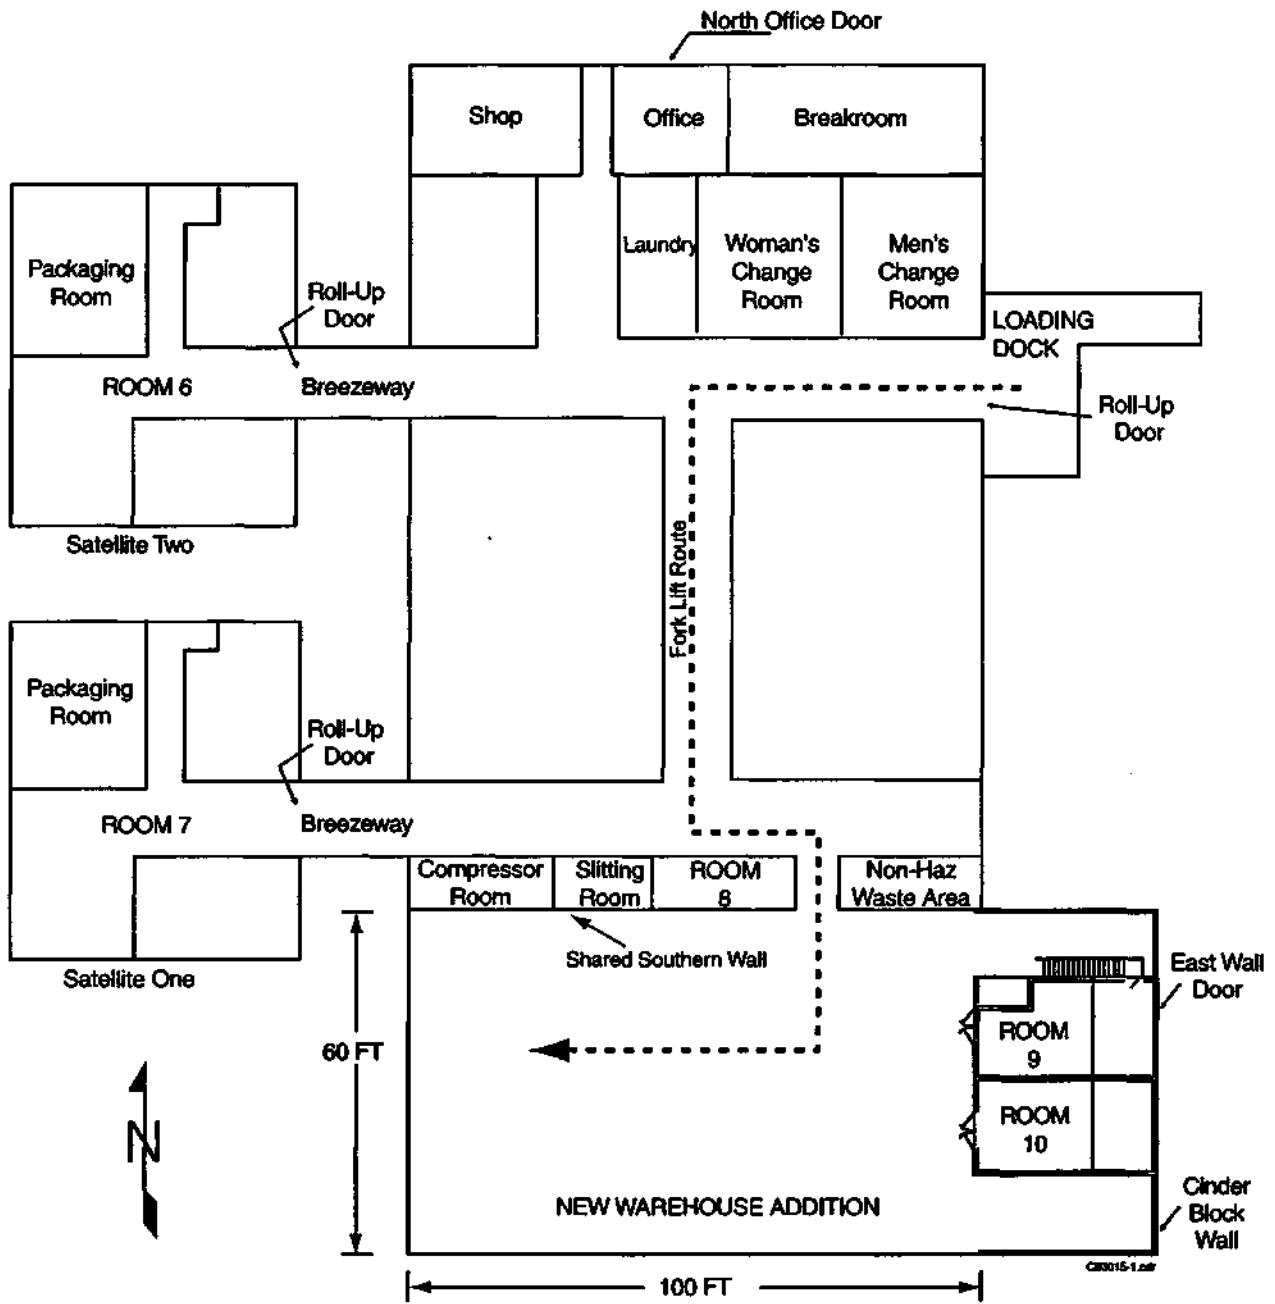 North Office Door
Shop
Office
Breakroom
Packaging
Room
Laundry
Woman's
Change
Room
Men's
Change
Room
Roll-Up
Door
LOADING
DOCK
ROOM 6
Breezeway
Roll-Up
Door
Satellite Two
Fork Lift Route
Packaging
Room
Roll-Up
Door
ROOM 7
Breezeway
Compressor
Room
Slitting
Room
ROOM
8
Non-Haz
Waste Area
Shared Southern Wall
Satellite One
East Wall
Door
ROOM
9
60 FT
ROOM
10
N
NEW WAREHOUSE ADDITION
Cinder
Block
Wall
100 FT